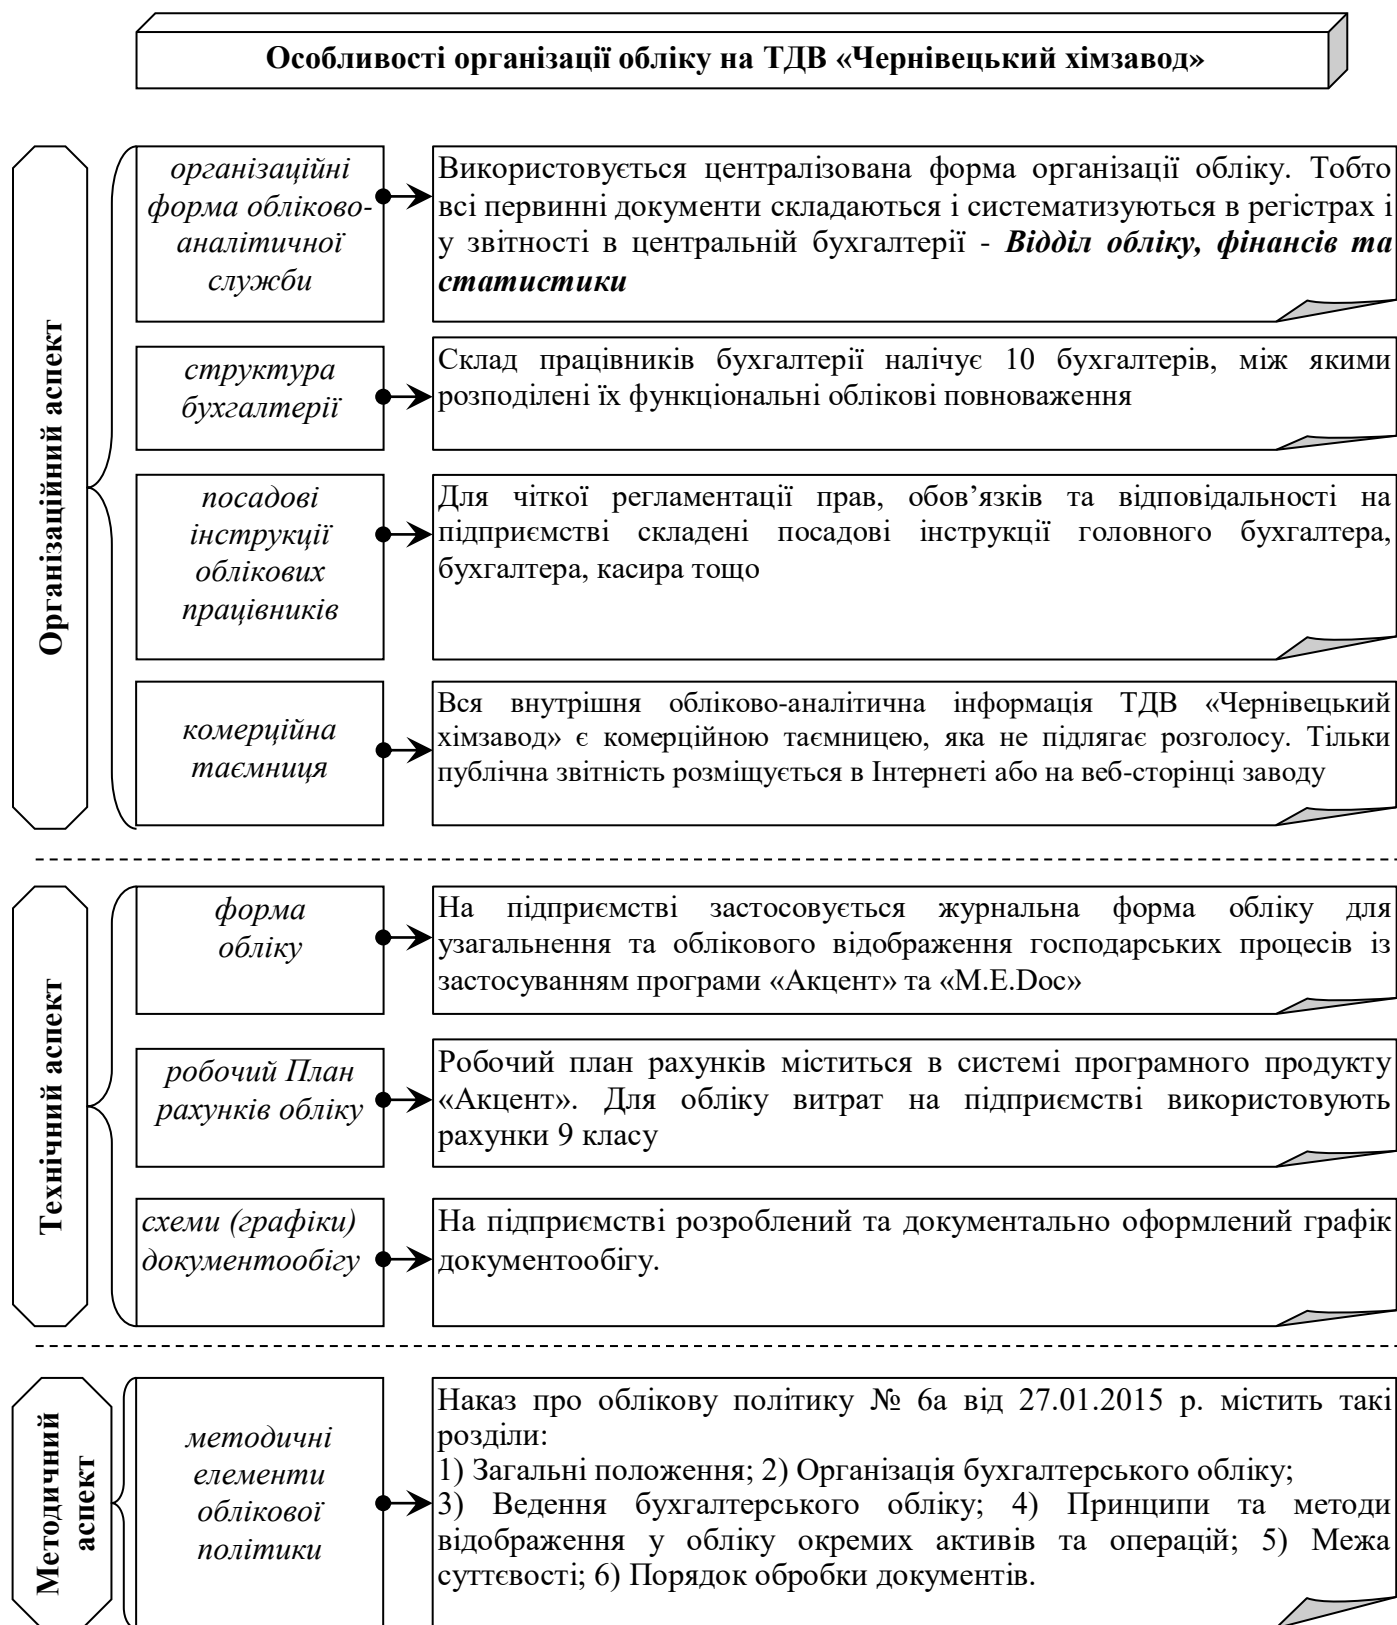 Особливості організації обліку на ТДВ «Чернівецький хімзавод»
Організаційний аспект
організаційні
форма обліково-
аналітичної
служби
Використовується централізована форма організації обліку. Тобто
всі первинні документи складаються і систематизуються в регістрах і
у звітності в центральній бухгалтерії - Відділ обліку, фінансів та
статистики
структура
бухгалтерії
Склад працівників бухгалтерії налічує 10 бухгалтерів, між якими
розподілені їх функціональні облікові повноваження
посадові
інструкції
облікових
працівників
Для чіткої регламентації прав, обов’язків та відповідальності на
підприємстві складені посадові інструкції головного бухгалтера,
бухгалтера, касира тощо
комерційна
таємниця
Вся внутрішня обліково-аналітична інформація ТДВ «Чернівецький
хімзавод» є комерційною таємницею, яка не підлягає розголосу. Тільки
публічна звітність розміщується в Інтернеті або на веб-сторінці заводу
Технічний аспект
форма
обліку
На підприємстві застосовується журнальна форма обліку для
узагальнення та облікового відображення господарських процесів із
застосуванням програми «Акцент» та «M.E.Doc»
робочий План
рахунків обліку
Робочий план рахунків міститься в системі програмного продукту
«Акцент». Для обліку витрат на підприємстві використовують
рахунки 9 класу
схеми (графіки)
документообігу
На підприємстві розроблений та документально оформлений графік
документообігу.
Методичний
аспект
методичні
елементи
облікової
політики
Наказ про облікову політику № 6а від 27.01.2015 р. містить такі
розділи:
1) Загальні положення; 2) Організація бухгалтерського обліку;
3) Ведення бухгалтерського обліку; 4) Принципи та методи
відображення у обліку окремих активів та операцій; 5) Межа
суттєвості; 6) Порядок обробки документів.